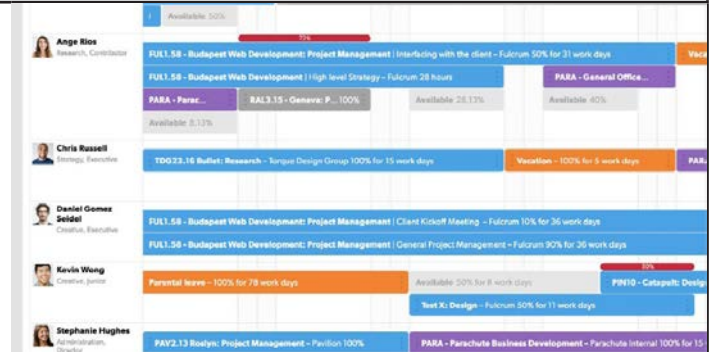 Available 50%
Ange Rios
Research, Contributor
FUL1.58 - Budapest Web Development: Project Management | Interfacing with the client - Fulcrum 50% for 31 work days
Vaca
FUL1.58 - Budapest Web Development | High level Strategy - Fulcrum 28 hours
PARA - General Office...
PARA - Parac...
RAL3.15 - Geneva: P... 100%
Available 28.13%
Available 40%
Available 8.13%
Chris Russell
Strategy, Executive
TDG23.16 Bullet: Research - Torque Design Group 100% for 15 work days
Vacation - 100% for 5 work days
PAR
Daniel Gomez
Seidel
Creative, Executive
FUL1.58 - Budapest Web Development: Project Management | Client Kickoff Meeting - Fulcrum 10% for 36 work days
FUL1.58 - Budapest Web Development: Project Management | General Project Management - Fulcrum 90% for 36 work days
Kevin Wong
Creative, Junior
Parental leave - 100% for 78 work days
Available 50% for 8 work days
PIN10 - Catapult: Desig
Test X: Design - Fulcrum 50% for 11 work days
Stephanie Hughes
Administration,
Director
PAV2.13 Roslyn: Project Management - Pavilion 100%
PARA - Parachute Business Development - Parachute Internal 100% for 15